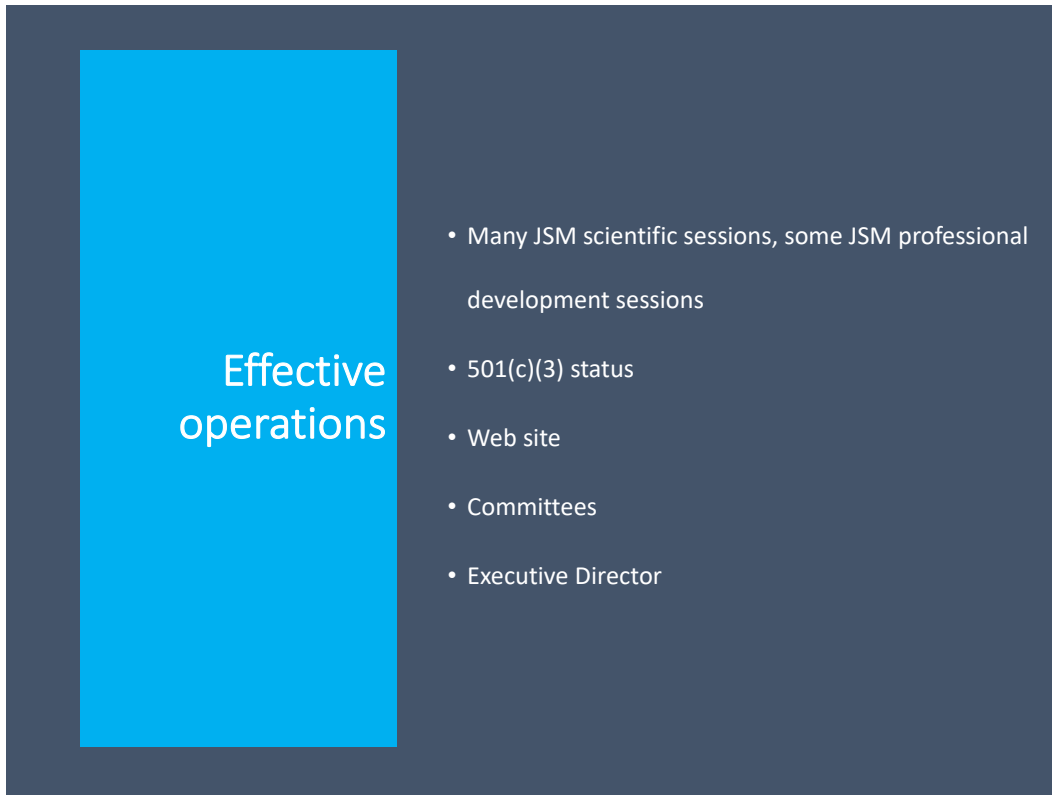 Effective
operations
• Many JSM scientific sessions, some JSM professional
development sessions
• 501(c)(3) status
• Web site
• Committees
• Executive Director